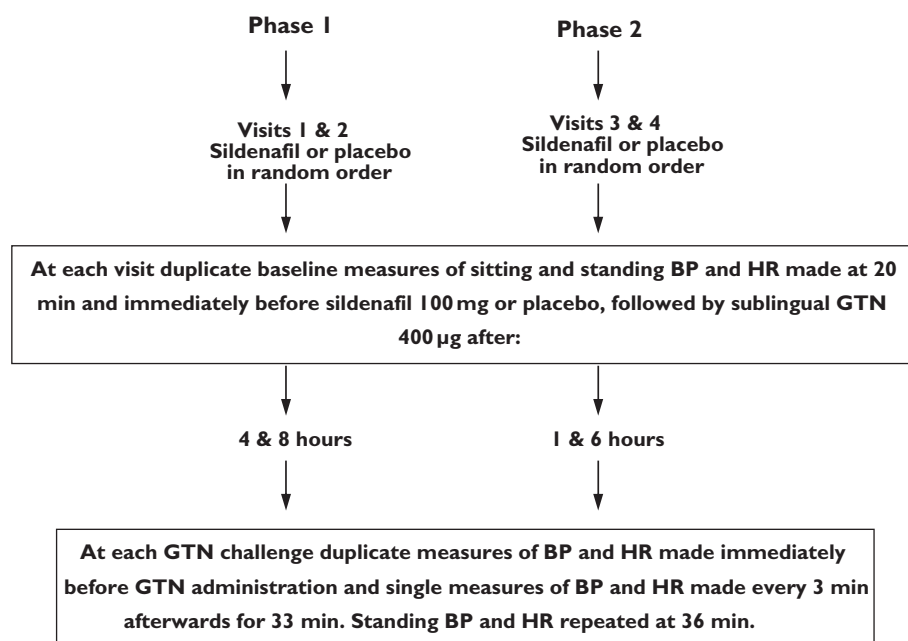 Phase 1
Phase 2
Visits 1 & 2
Sildenafil or placebo
in random order
Visits 3 & 4
Sildenafil or placebo
in random order
At each visit duplicate baseline measures of sitting and standing BP and HR made at 20
min and immediately before sildenafil 100 mg or placebo, followed by sublingual GTN
400 µg after:
4 & 8 hours
1 & 6 hours
At each GTN challenge duplicate measures of BP and HR made immediately
before GTN administration and single measures of BP and HR made every 3 min
afterwards for 33 min. Standing BP and HR repeated at 36 min.